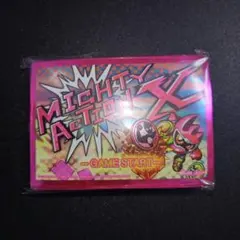 MIGHTY
ACTION X
-GAME START-